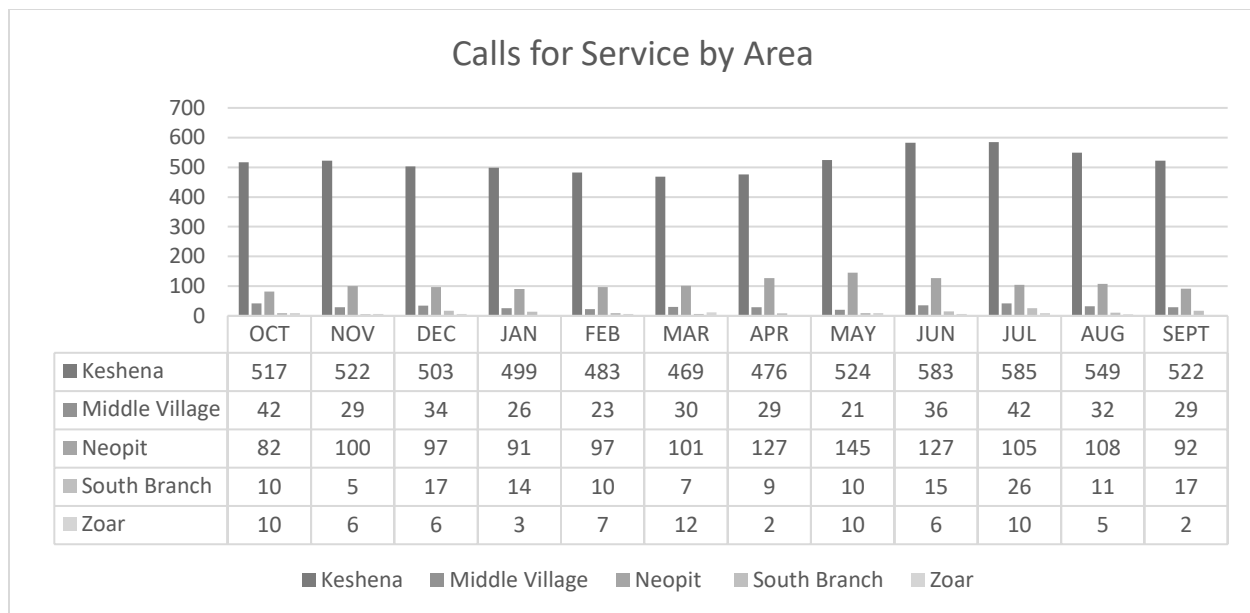 Calls for Service by Area
700
600
500
400
300
200
100
0
OCT NOV DEC JAN FEB MAR APR MAY JUN JUL AUG SEPT
Keshena 517 522 503 499 483 469 476 524 583 585 549 522
Middle Village 42 29 34 26 23 30 29 21 36 42 32 29
Neopit 82 100 97 91 97 101 127 145 127 105 108 92
South Branch 10 5 17 14 10 7 9 10 15 26 11 17
Zoar 10 6 6 3 7 12 2 10 6 10 5 2
Keshena Middle Village Neopit South Branch Zoar